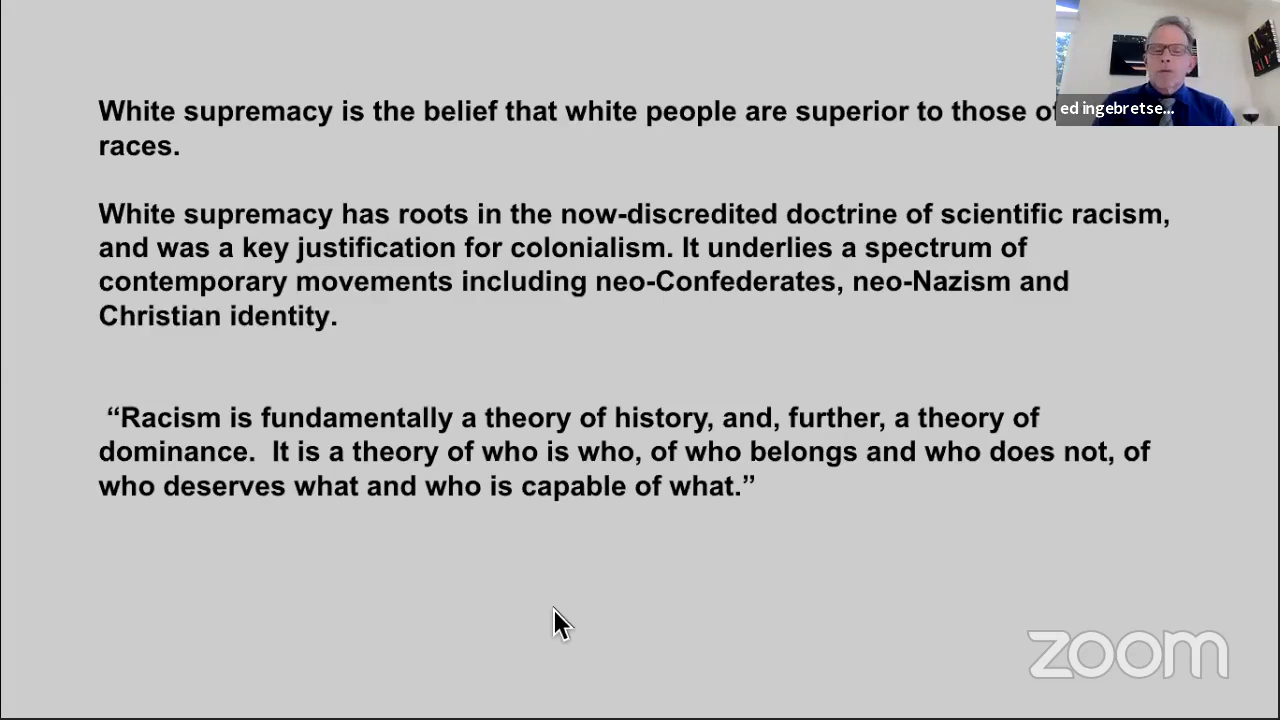 White supremacy is the belief that white people are superior to those of
races.
White supremacy has roots in the now-discredited doctrine of scientific racism,
and was a key justification for colonialism. It underlies a spectrum of
contemporary movements including neo-Confederates, neo-Nazism and
Christian identity.
“Racism is fundamentally a theory of history, and, further, a theory of
dominance.  It is a theory of who is who, of who belongs and who does not, of
who deserves what and who is capable of what.”
ed ingebretse...
zoom